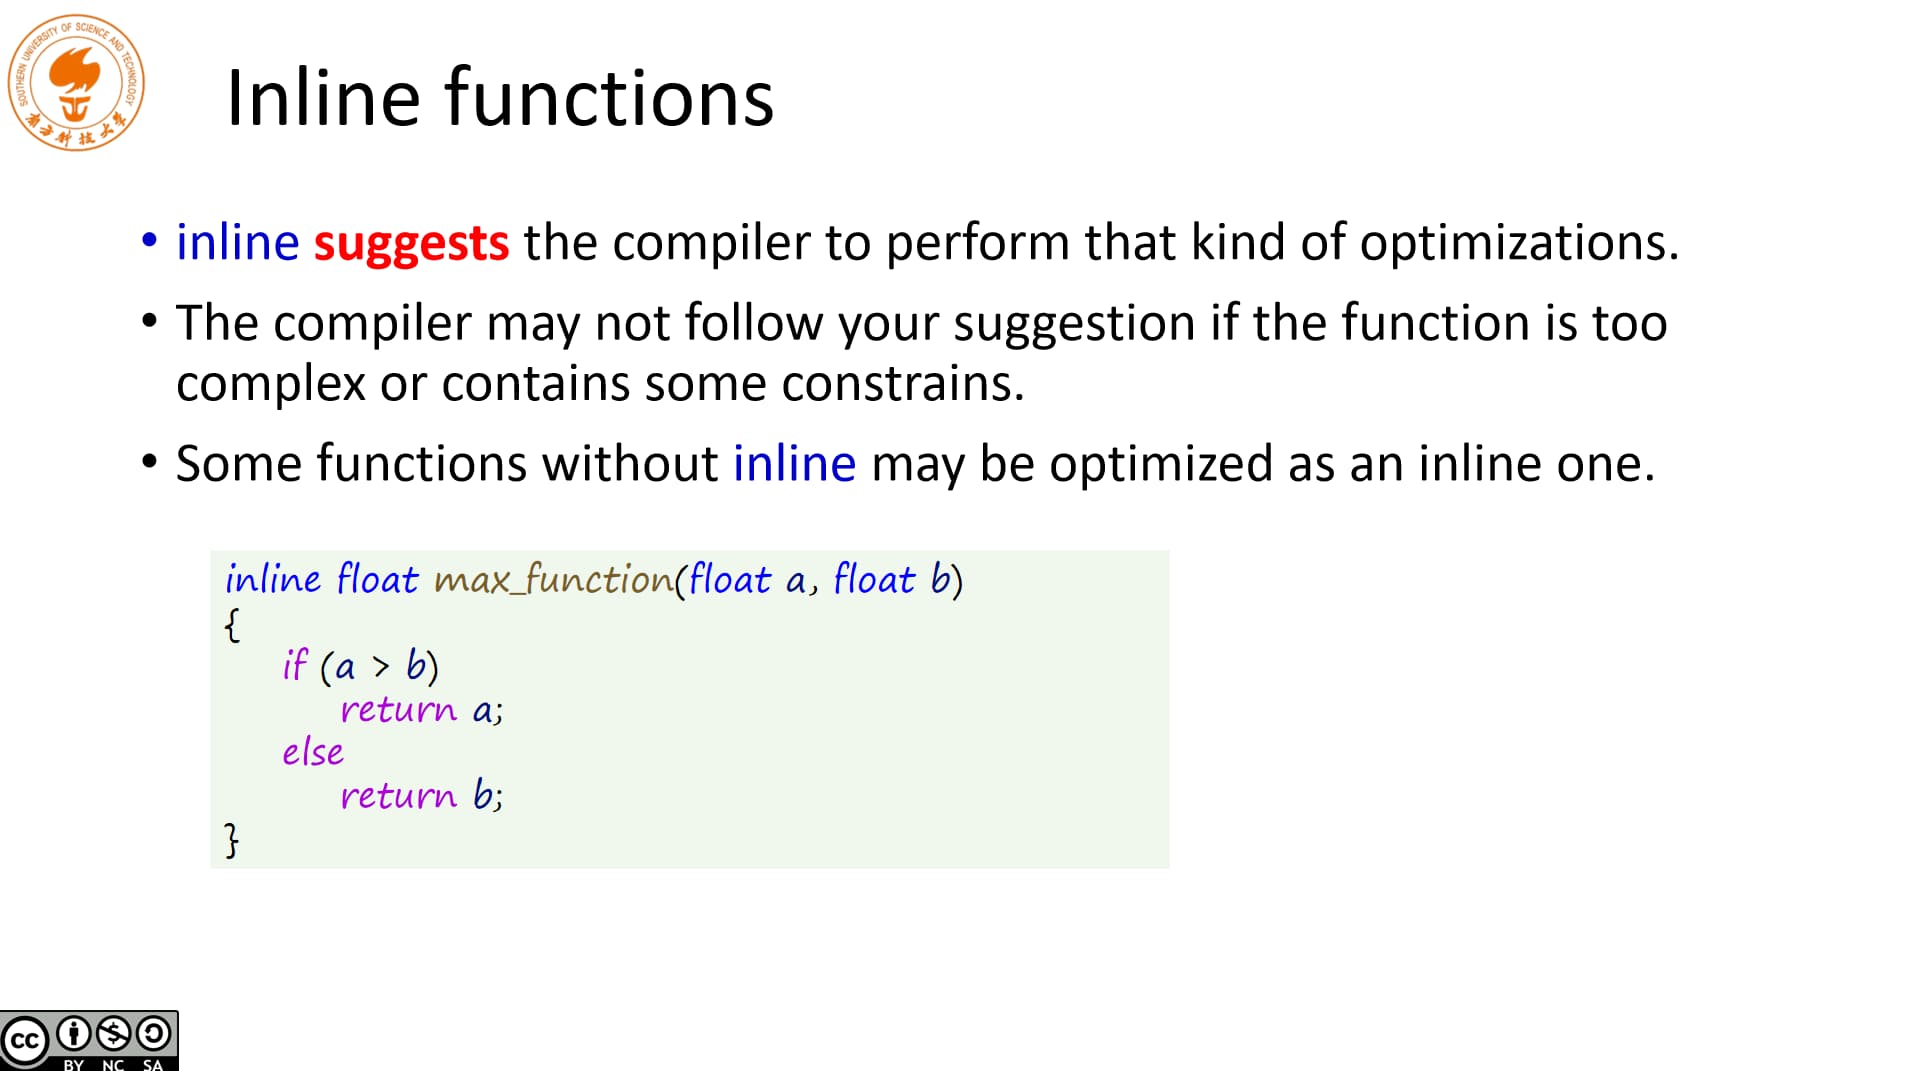 SOUTHERN UNIVERSITY OF SCIENCE AND TECHNOLOGY
南方科技大学
Inline functions
• inline suggests the compiler to perform that kind of optimizations.
• The compiler may not follow your suggestion if the function is too
complex or contains some constrains.
• Some functions without inline may be optimized as an inline one.
inline float max_function(float a, float b)
{
if (a > b)
return a;
else
return b;
}
cc
BY NC SA